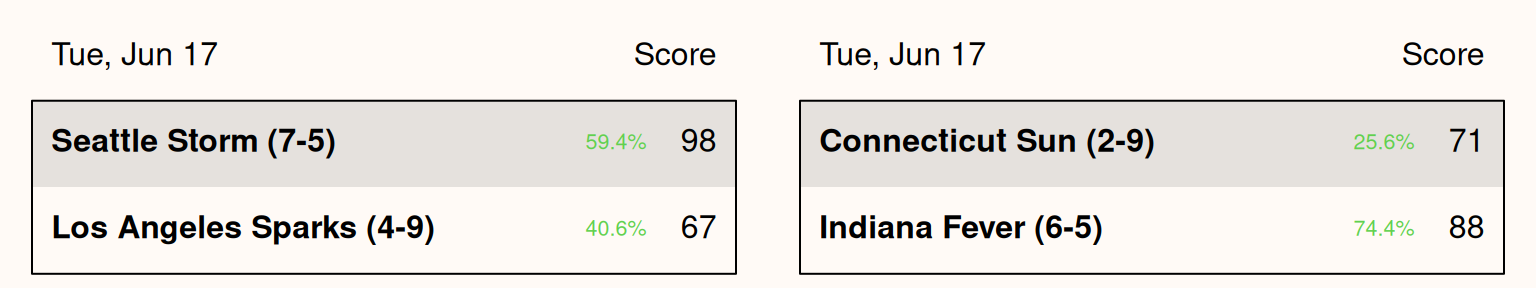 Tue, Jun 17 Score
Seattle Storm (7-5) 59.4% 98
Los Angeles Sparks (4-9) 40.6% 67
Tue, Jun 17 Score
Connecticut Sun (2-9) 25.6% 71
Indiana Fever (6-5) 74.4% 88